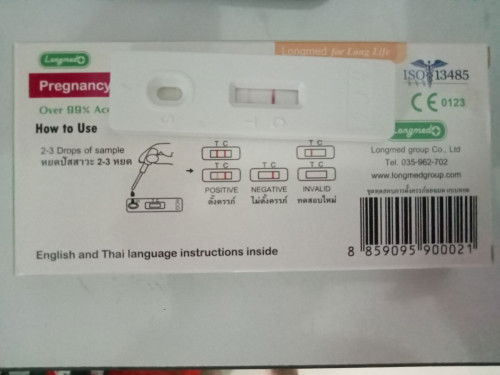 Longmed
Longmed for Long Life
ISO 13485
Pregnancy
CE 0123
Over 99%
How to Use
2-3 Drops of sample
หยดปัสสาวะ 2-3 หยด
T C
T C
POSITIVE
ตั้งครรภ์
T C
NEGATIVE
ไม่ตั้งครรภ์
INVALID
ทดสอบใหม่
Longmed
Longmed group Co., Ltd
Tel. 035-962-702
www.longmedgroup.com
8 859095 900021
English and Thai language instructions inside